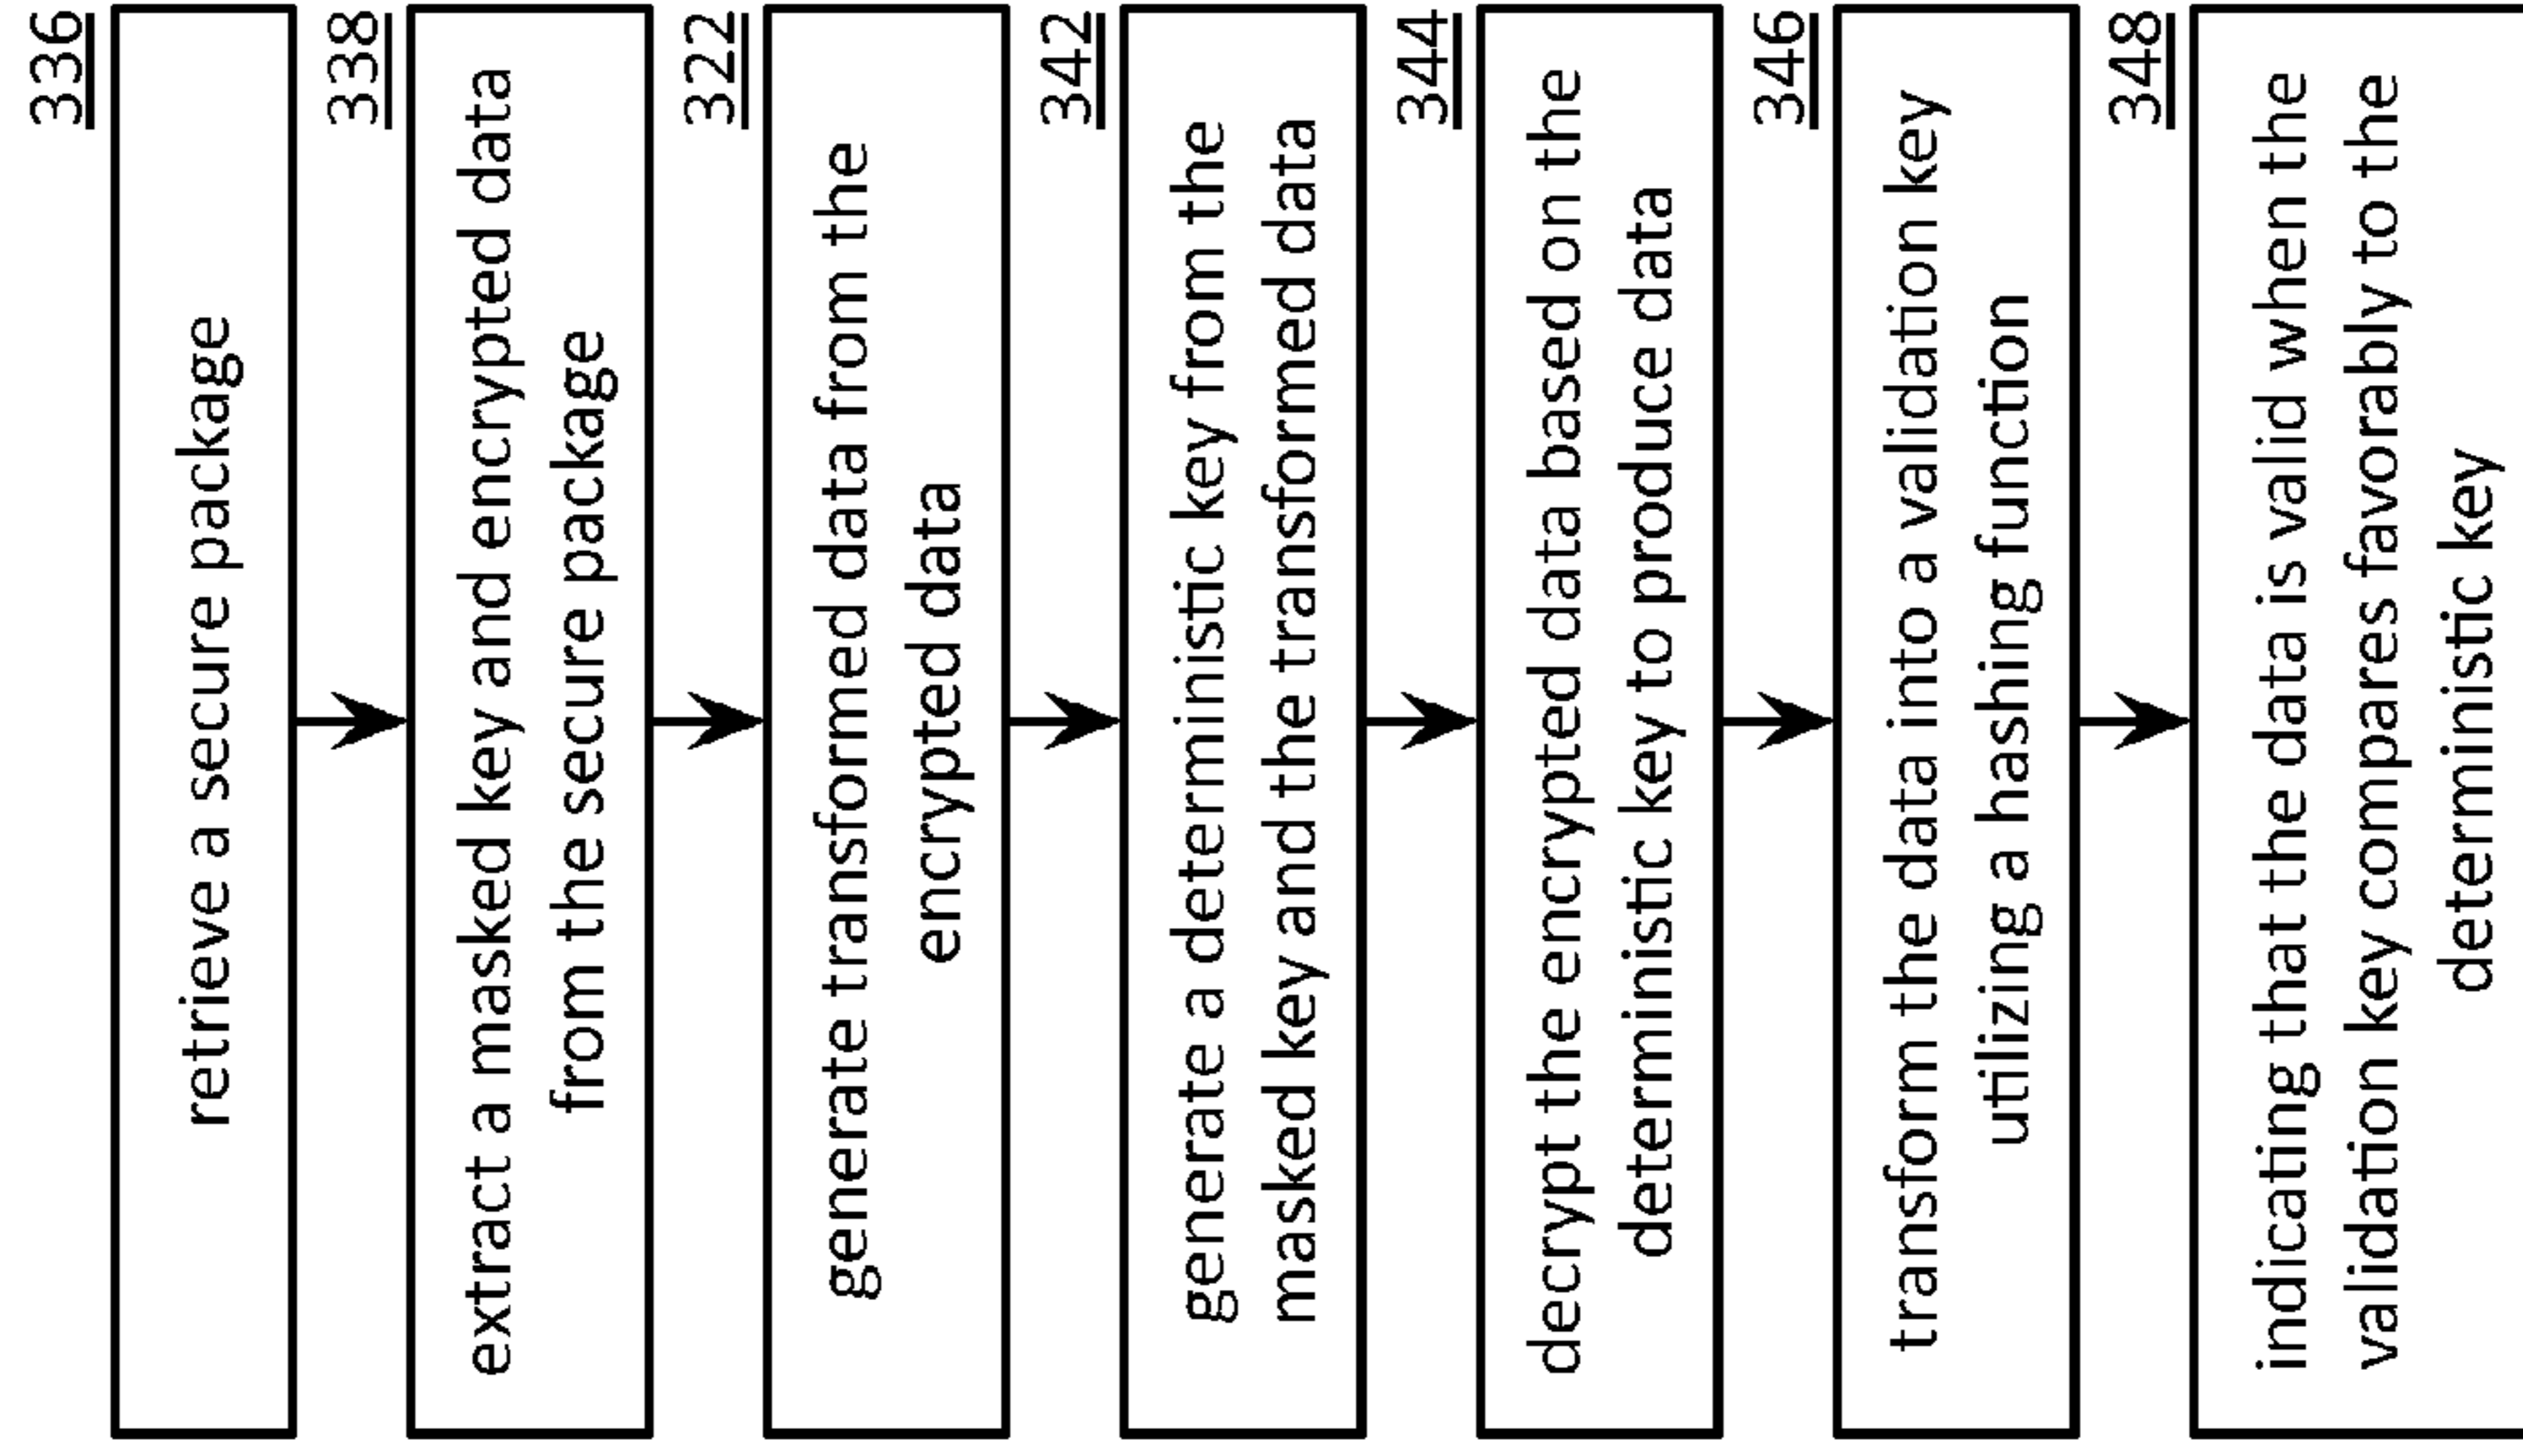 336
retrieve a secure package
338
extract a masked key and encrypted data
from the secure package
322
generate transformed data from the
encrypted data
342
generate a deterministic key from the
masked key and the transformed data
344
decrypt the encrypted data based on the
deterministic key to produce data
346
transform the data into a validation key
utilizing a hashing function
348
indicating that the data is valid when the
validation key compares favorably to the
deterministic key